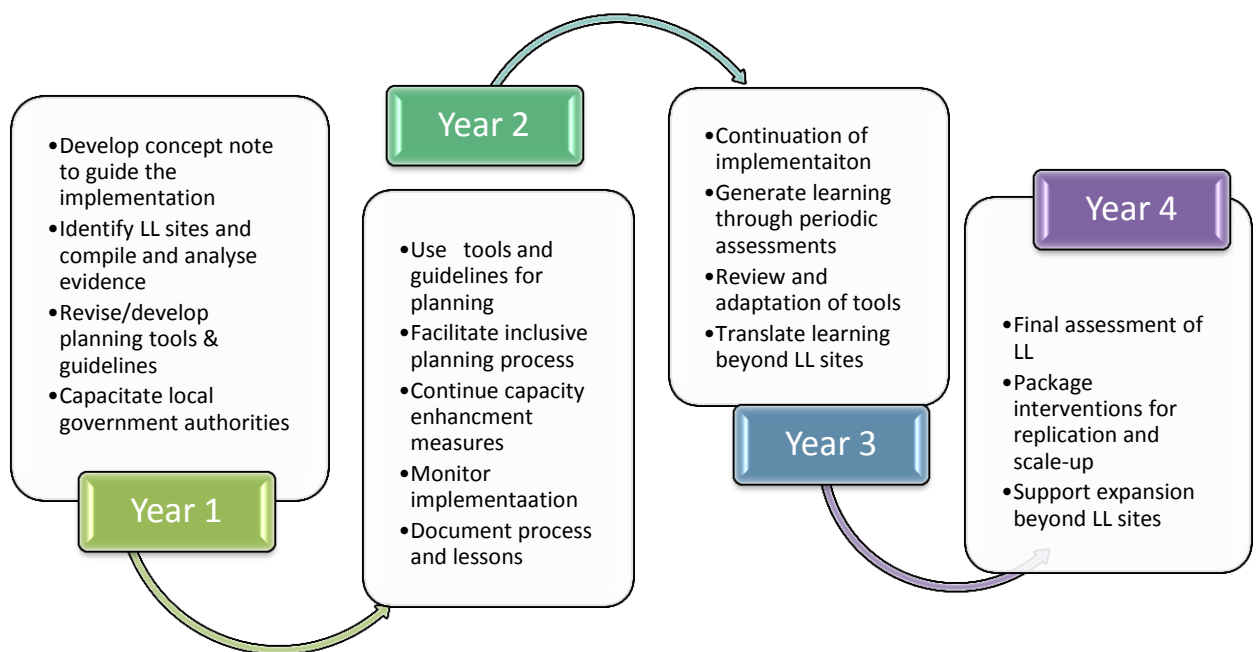 •Develop concept note
to guide the
implementation
•Identify LL sites and
compile and analyse
evidence
•Revise/develop
planning tools &
guidelines
•Capacitate local
government authorities
Year 1
Year 2
•Use tools and
guidelines for
planning
•Facilitate inclusive
planning process
•Continue capacity
enhancment
measures
•Monitor
implementaation
•Document process
and lessons
•Continuation of
implementaiton
•Generate learning
through periodic
assessments
•Review and
adaptation of tools
•Translate learning
beyond LL sites
Year 3
Year 4
•Final assessment of
LL
•Package
interventions for
replication and
scale-up
•Support expansion
beyond LL sites